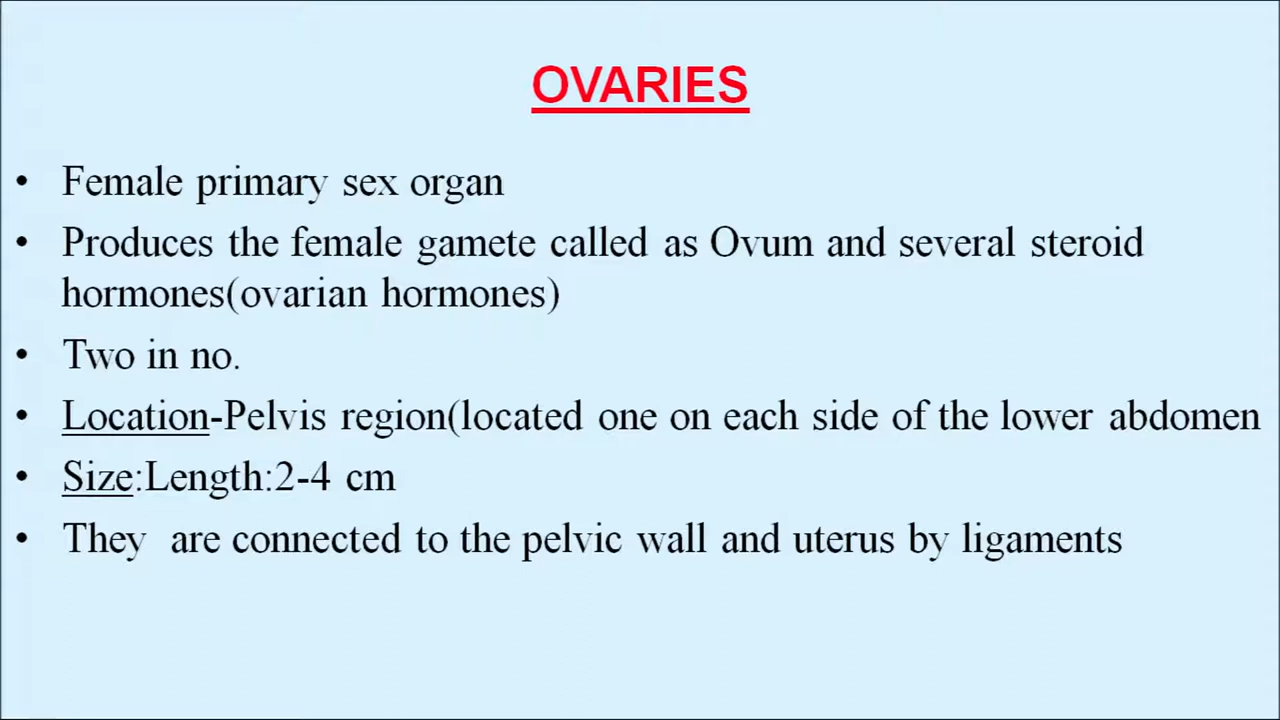 OVARIES
• Female primary sex organ
• Produces the female gamete called as Ovum and several steroid
hormones(ovarian hormones)
• Two in no.
• Location-Pelvis region(located one on each side of the lower abdomen
• Size:Length:2-4 cm
• They are connected to the pelvic wall and uterus by ligaments